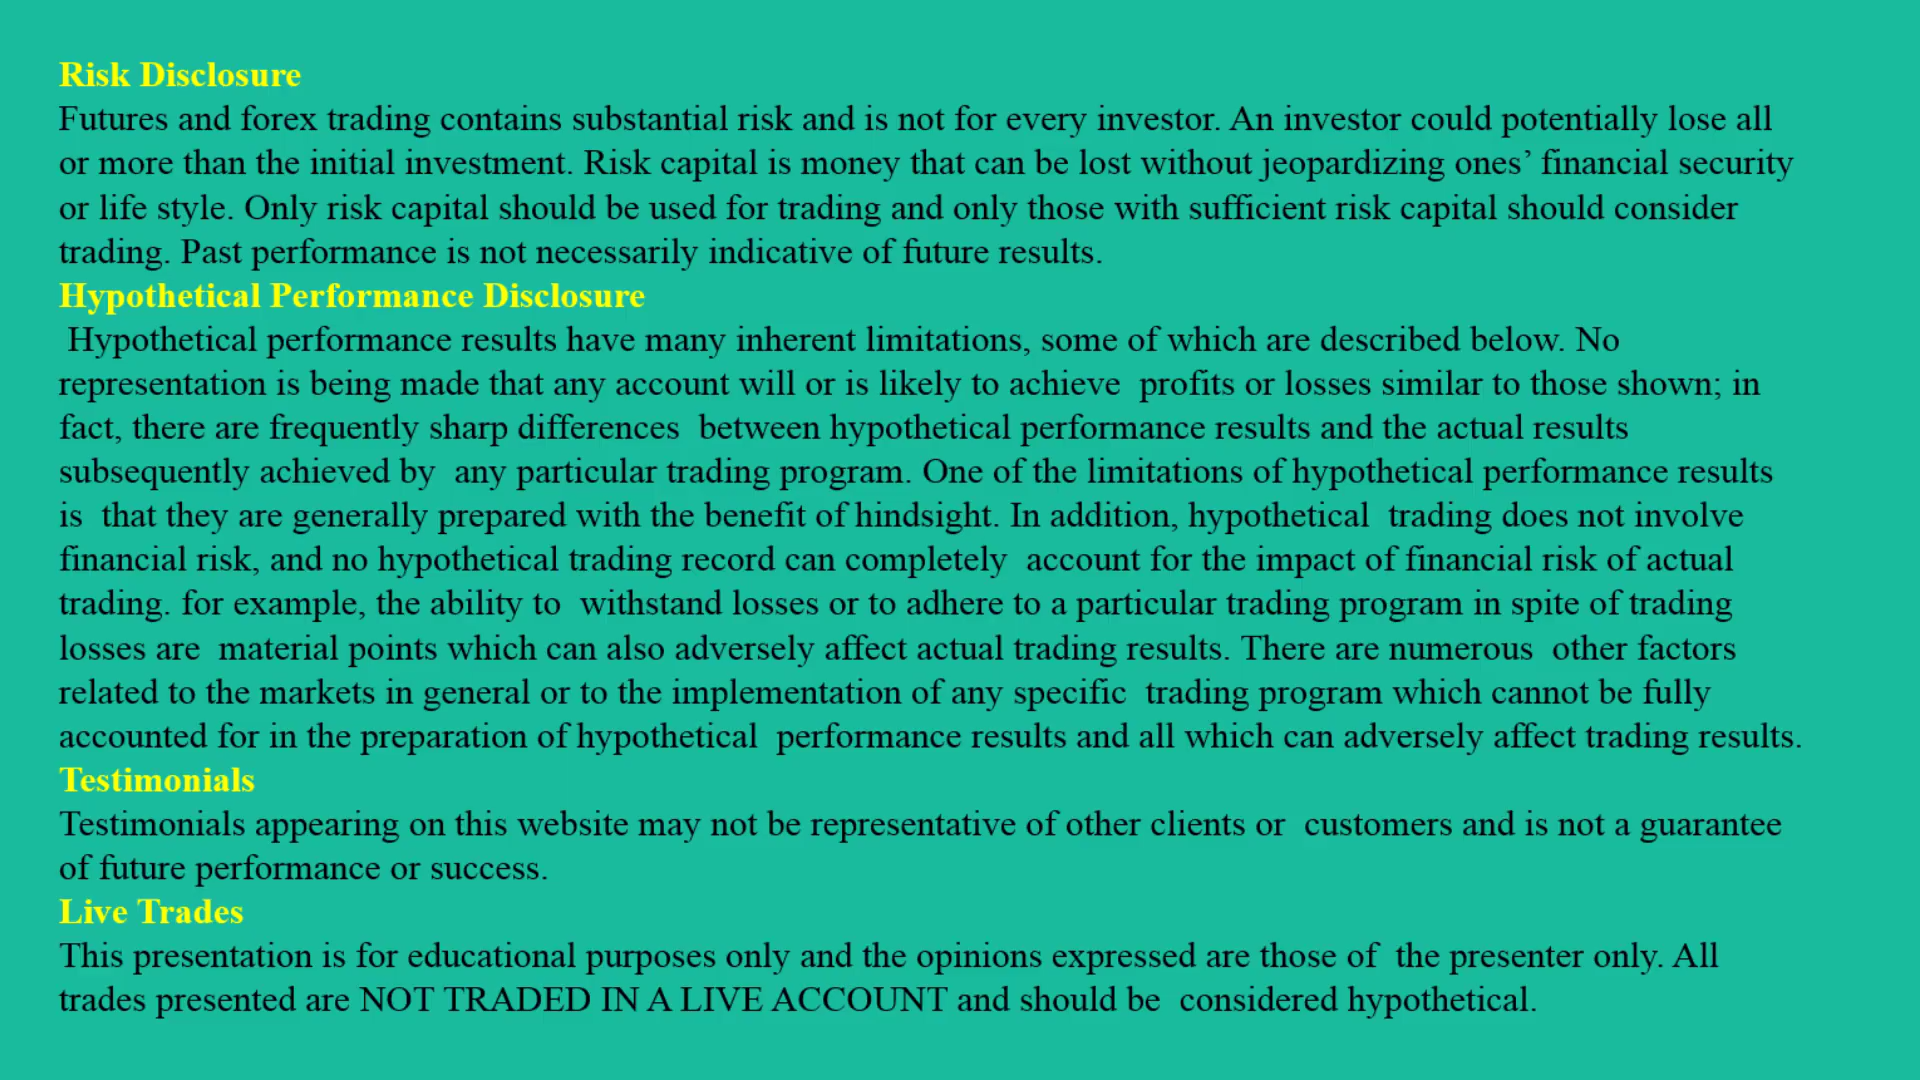 Risk Disclosure
Futures and forex trading contains substantial risk and is not for every investor. An investor could potentially lose all
or more than the initial investment. Risk capital is money that can be lost without jeopardizing ones’ financial security
or life style. Only risk capital should be used for trading and only those with sufficient risk capital should consider
trading. Past performance is not necessarily indicative of future results.
Hypothetical Performance Disclosure
Hypothetical performance results have many inherent limitations, some of which are described below. No
representation is being made that any account will or is likely to achieve  profits or losses similar to those shown; in
fact, there are frequently sharp differences  between hypothetical performance results and the actual results
subsequently achieved by  any particular trading program. One of the limitations of hypothetical performance results
is  that they are generally prepared with the benefit of hindsight. In addition, hypothetical  trading does not involve
financial risk, and no hypothetical trading record can completely  account for the impact of financial risk of actual
trading. for example, the ability to  withstand losses or to adhere to a particular trading program in spite of trading
losses are  material points which can also adversely affect actual trading results. There are numerous  other factors
related to the markets in general or to the implementation of any specific  trading program which cannot be fully
accounted for in the preparation of hypothetical  performance results and all which can adversely affect trading results.
Testimonials
Testimonials appearing on this website may not be representative of other clients or  customers and is not a guarantee
of future performance or success.
Live Trades
This presentation is for educational purposes only and the opinions expressed are those of  the presenter only. All
trades presented are NOT TRADED IN A LIVE ACCOUNT and should be  considered hypothetical.